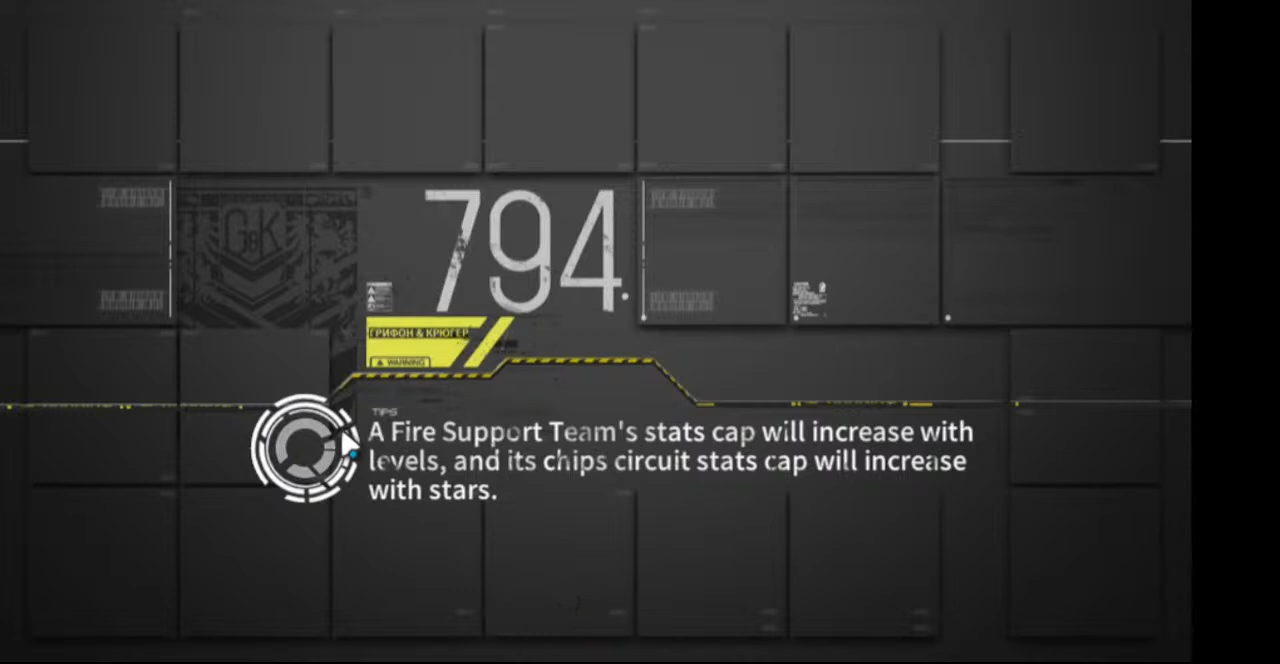 G&K
794.
ГРИФОН & КРЮГЕР
WARNING
TIPS
A Fire Support Team's stats cap will increase with
levels, and its chips circuit stats cap will increase
with stars.